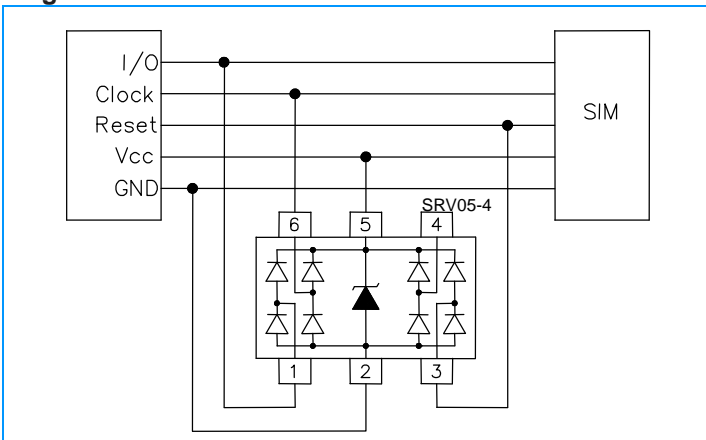 I/O
Clock
Reset
Vcc
GND
SIM
SRV05-4
6 5 4
1 2 3